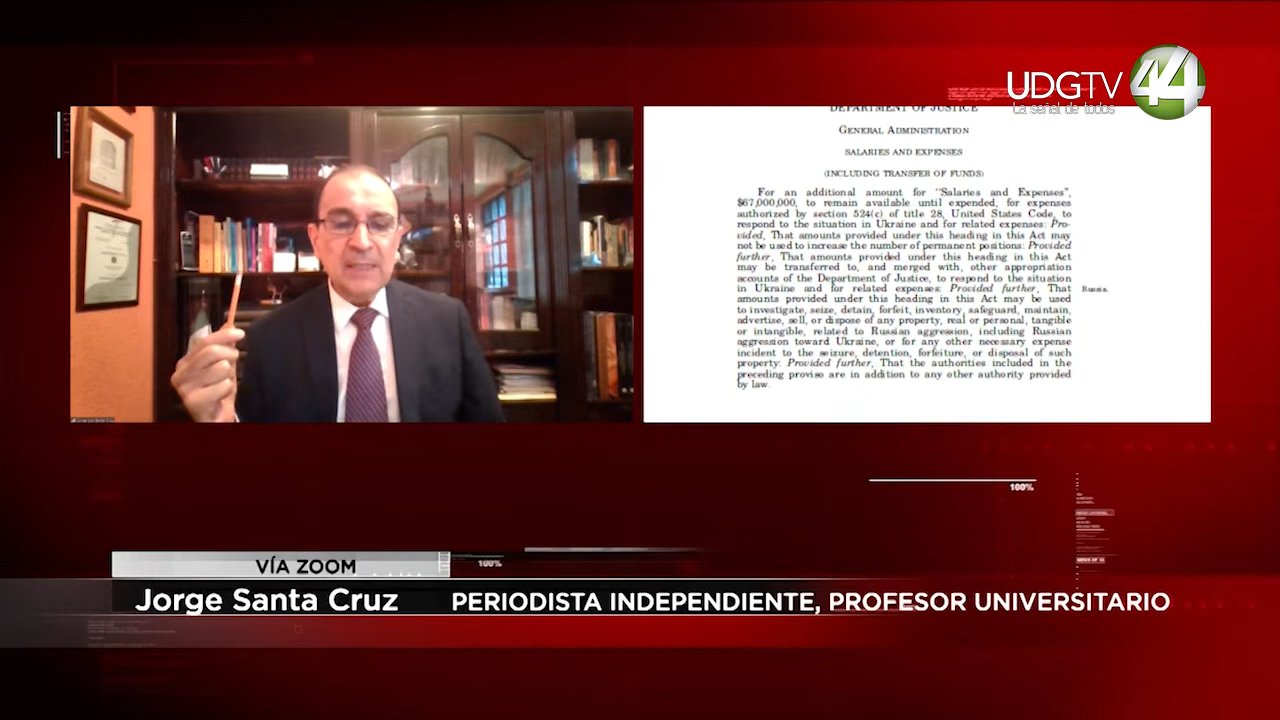 UDGTV 44
La señal de todos
DEPARTMENT OF JUSTICE
GENERAL ADMINISTRATION
SALARIES AND EXPENSES
(INCLUDING TRANSFER OF FUNDS)
For an additional amount for “Salaries and Expenses”,
$67,000,000, to remain available until expended, for expenses
authorized by section 524(c) of title 28, United States Code, to
respond to the situation in Ukraine and for related expenses: Pro-
vided, That amounts provided under this heading in this Act may
not be used to increase the number of permanent positions: Provided
further, That amounts provided under this heading in this Act
may be transferred to, and merged with, other appropriation
accounts of the Department of Justice, to respond to the situation
in Ukraine and for related expenses: Provided further, That
Russia.
amounts provided under this heading in this Act may be used
to investigate, seize, detain, forfeit, inventory, safeguard, maintain,
advertise, sell, or dispose of any property, real or personal, tangible
or intangible, related to Russian aggression, including Russian
aggression toward Ukraine, or for any other necessary expense
incident to the seizure, detention, forfeiture, or disposal of such
property: Provided further, That the authorities included in the
preceding proviso are in addition to any other authority provided
by law.
100%
VÍA ZOOM
100%
Jorge Santa Cruz
PERIODISTA INDEPENDIENTE, PROFESOR UNIVERSITARIO